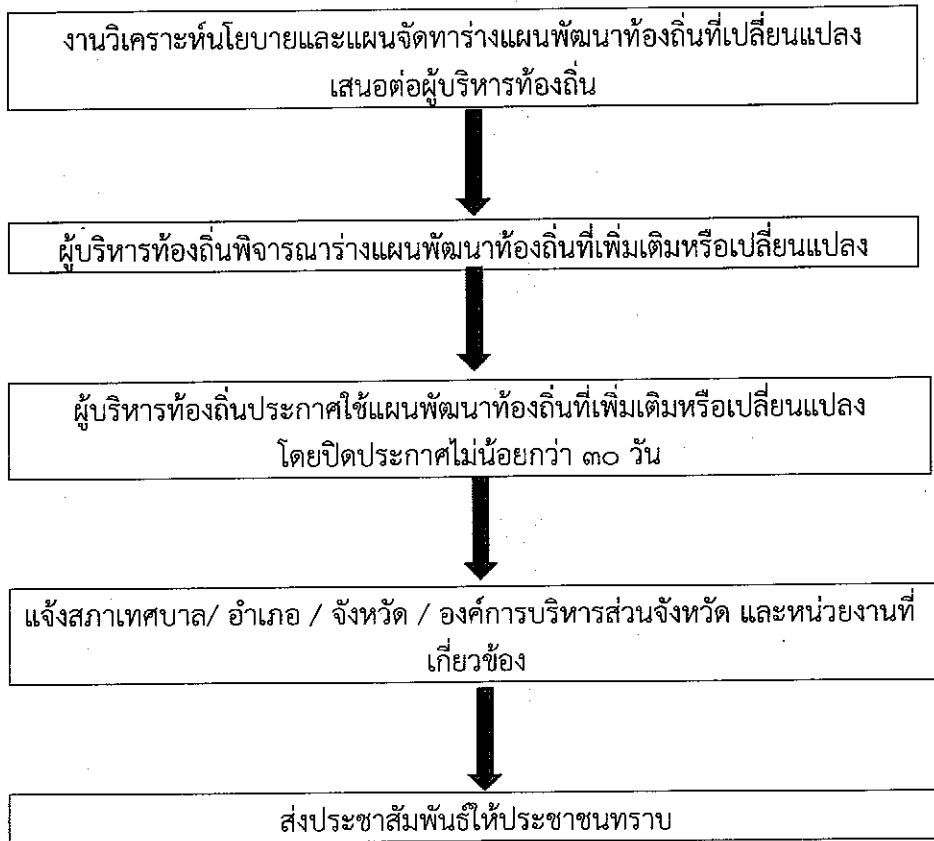 งานวิเคราะห์นโยบายและแผนจัดทาร่างแผนพัฒนาท้องถิ่นที่เปลี่ยนแปลง
เสนอต่อผู้บริหารท้องถิ่น
ผู้บริหารท้องถิ่นพิจารณาร่างแผนพัฒนาท้องถิ่นที่เพิ่มเติมหรือเปลี่ยนแปลง
ผู้บริหารท้องถิ่นประกาศใช้แผนพัฒนาท้องถิ่นที่เพิ่มเติมหรือเปลี่ยนแปลง
โดยปิดประกาศไม่น้อยกว่า ๓๐ วัน
แจ้งสภาเทศบาล/ อำเภอ / จังหวัด / องค์การบริหารส่วนจังหวัด และหน่วยงานที่
เกี่ยวข้อง
ส่งประชาสัมพันธ์ให้ประชาชนทราบ